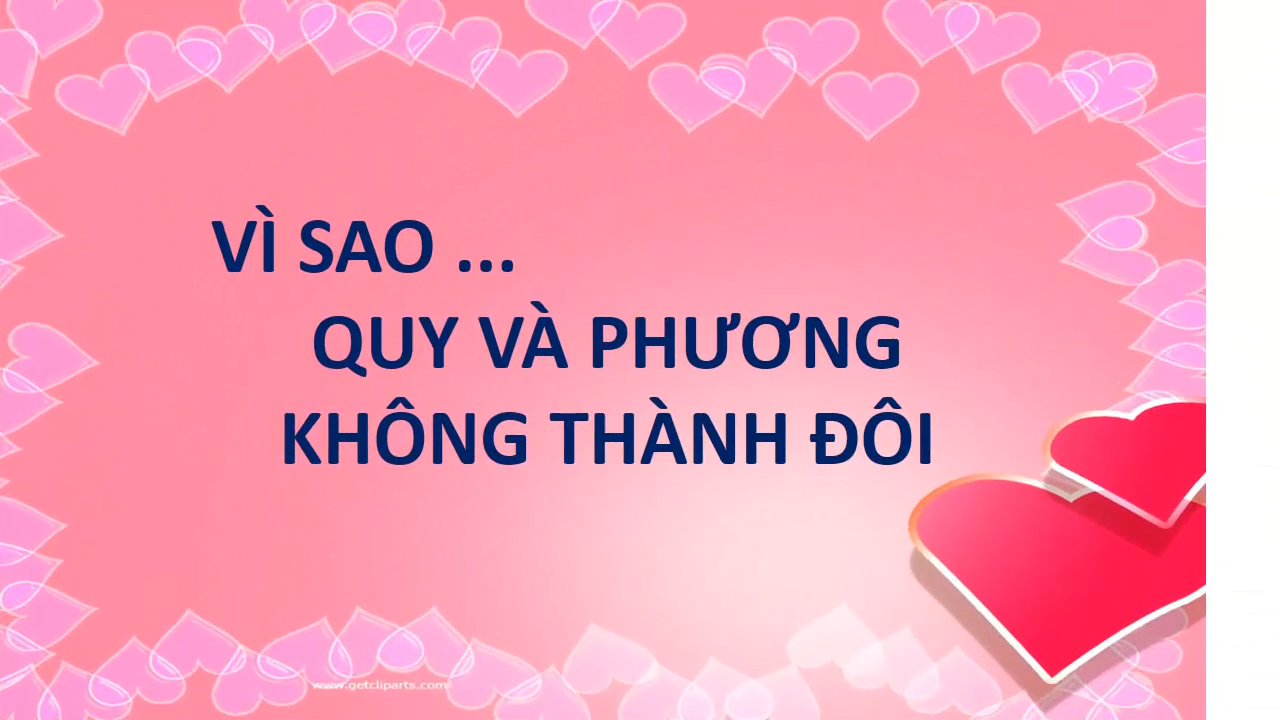 VÌ SAO ...
QUY VÀ PHƯƠNG
KHÔNG THÀNH ĐÔI
www.getcliparts.com